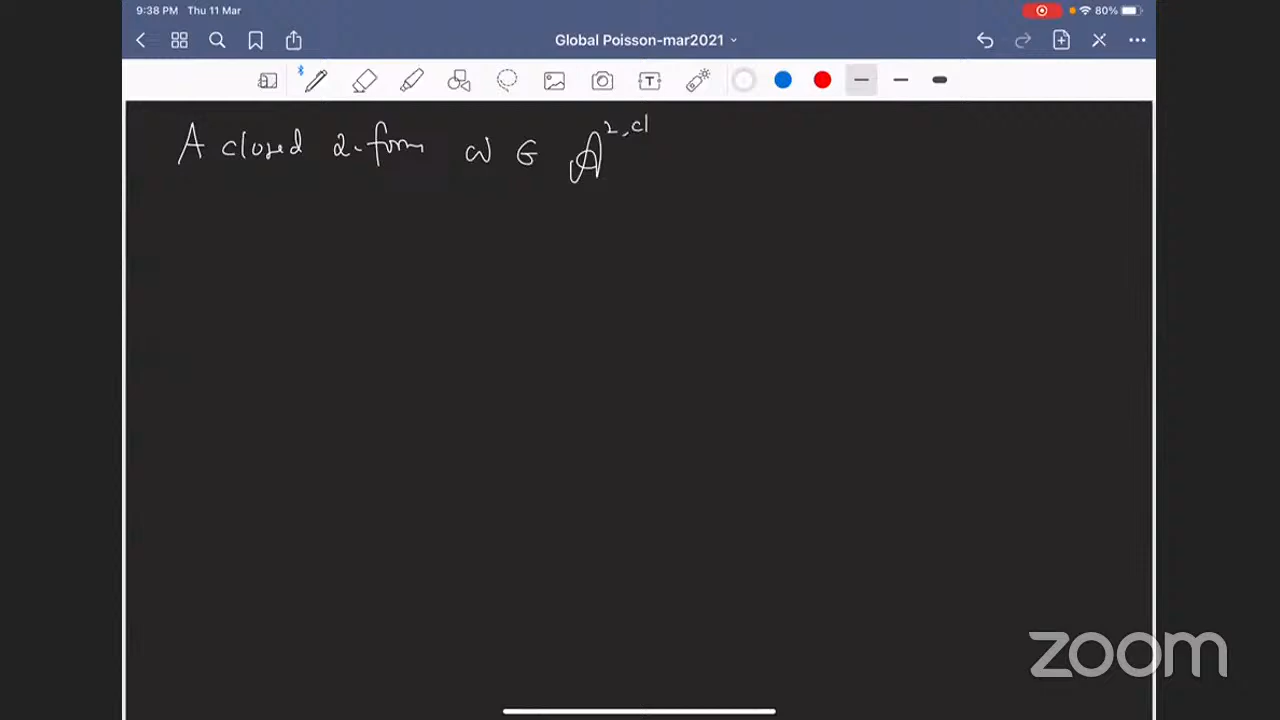 9:38 PM Thu 11 Mar 80%
Global Poisson-mar2021
T
A closed 2-form ω ∈ 𝒜^{2,cl}
zoom